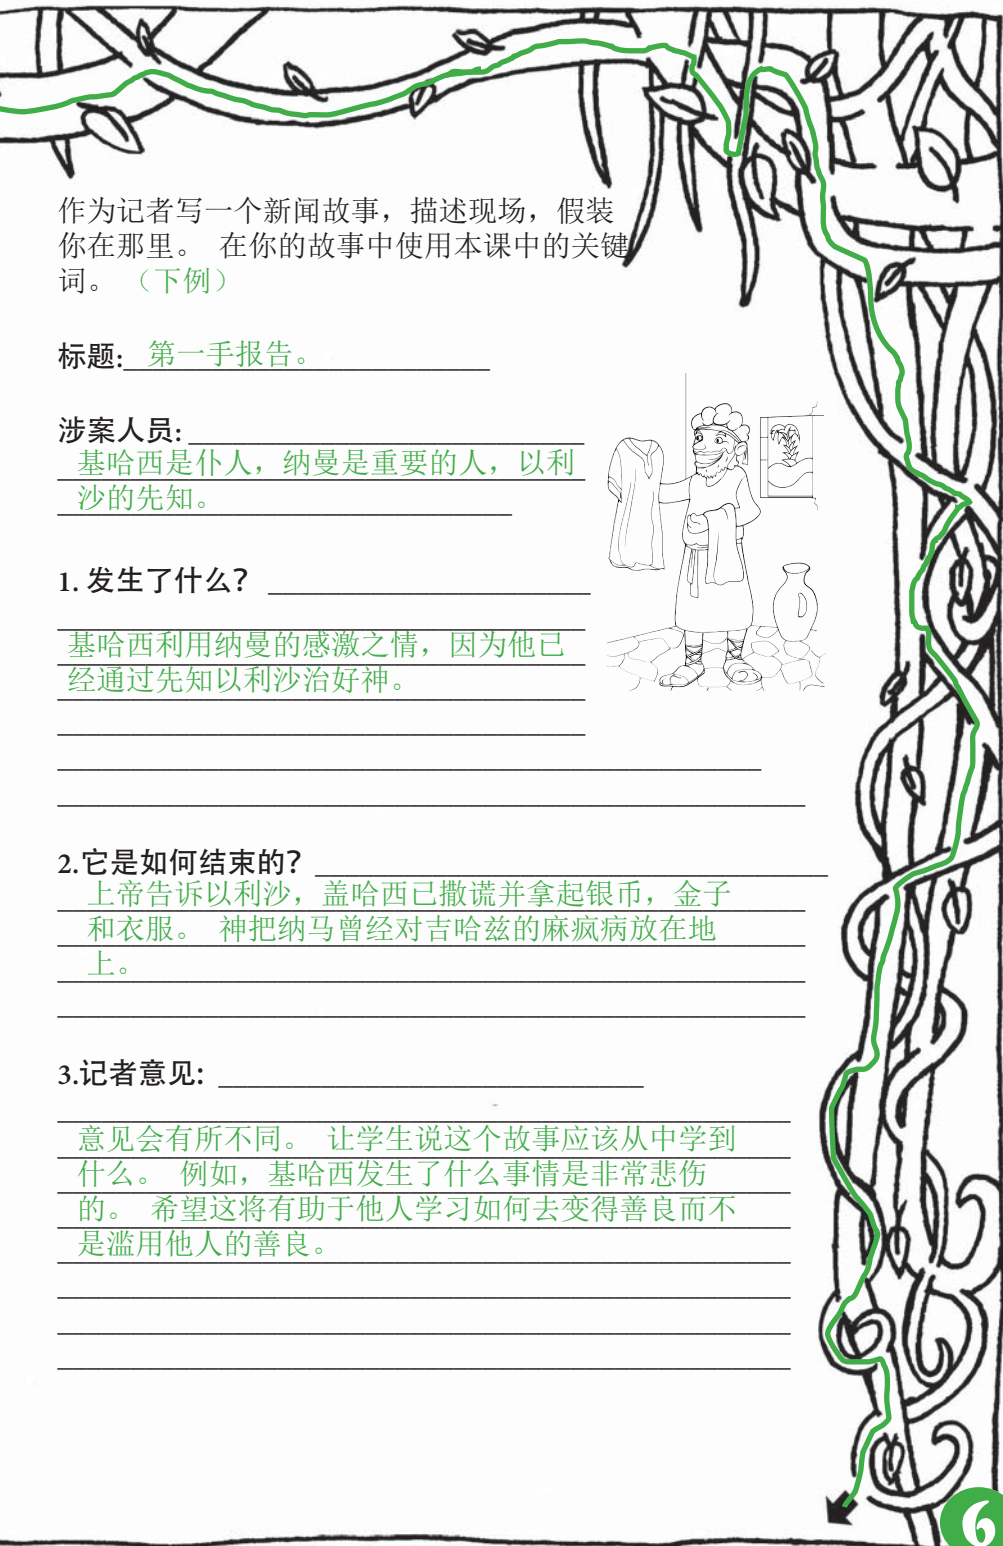 作为记者写一个新闻故事，描述现场，假装
你在那里。 在你的故事中使用本课中的关键
词。 （下例）
标题: 第一手报告。
涉案人员:
基哈西是仆人，纳曼是重要的人，以利
沙的先知。
1. 发生了什么？
基哈西利用纳曼的感激之情，因为他已
经通过先知以利沙治好神。
2.它是如何结束的？
上帝告诉以利沙，盖哈西已撒谎并拿起银币，金子
和衣服。 神把纳马曾经对吉哈兹的麻疯病放在地
上。
3.记者意见:
意见会有所不同。 让学生说这个故事应该从中学到
什么。 例如，基哈西发生了什么事情是非常悲伤
的。 希望这将有助于他人学习如何去变得善良而不
是滥用他人的善良。
6